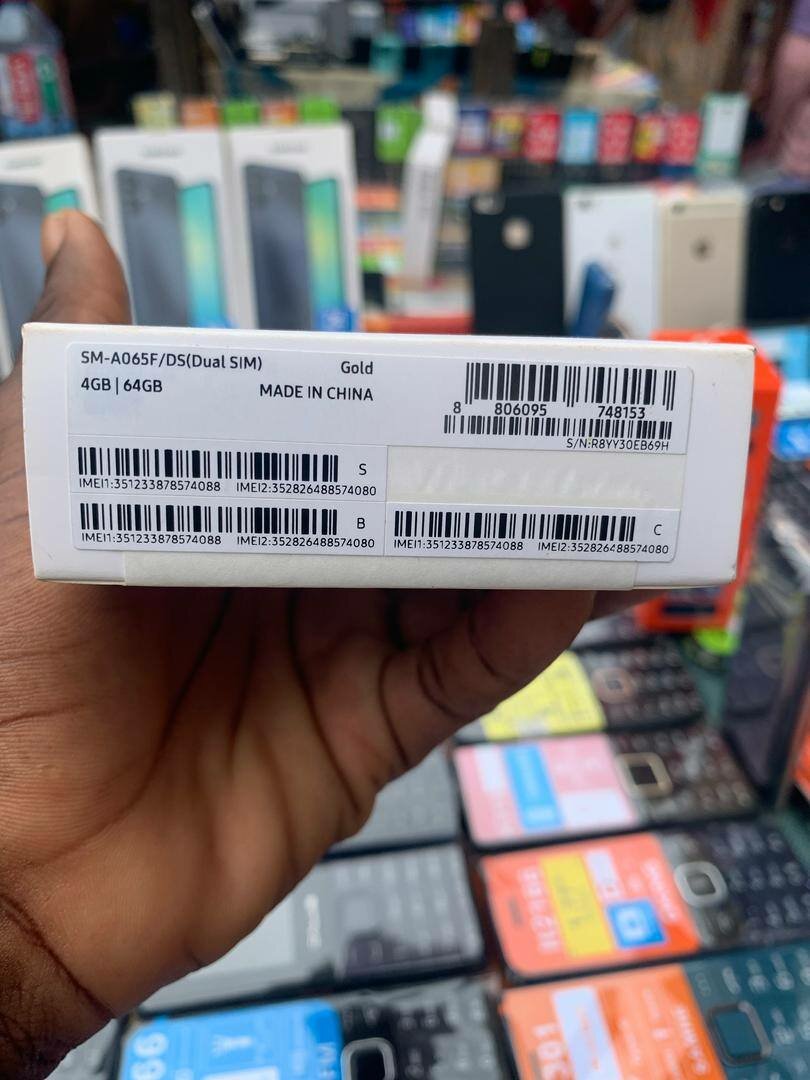 SM-A065F/DS(Dual SIM)
Gold
4GB | 64GB
MADE IN CHINA
8 806095 748153
S/N:R8YY30EB69H
S
IMEI1:351233878574088 IMEI2:352826488574080
B
IMEI1:351233878574088 IMEI2:352826488574080
C
IMEI1:351233878574088 IMEI2:352826488574080